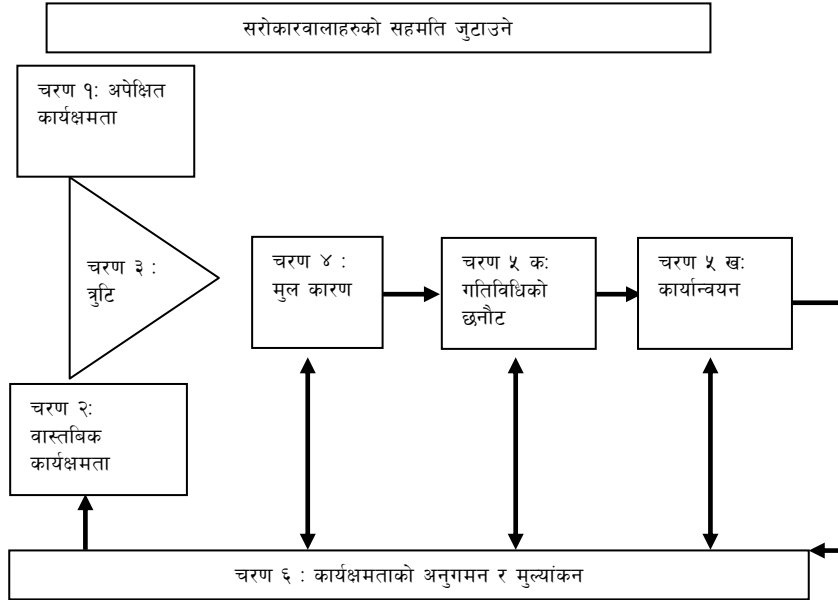 सरोकारवालाहरुको सहमति जुटाउने
चरण १: अपेक्षित
कार्यक्षमता
चरण ३ :
त्रुटि
चरण ४ :
मुल कारण
चरण ५ क:
गतिविधिको
छनौट
चरण ५ ख:
कार्यान्वयन
चरण २:
वास्तबिक
कार्यक्षमता
चरण ६ : कार्यक्षमताको अनुगमन र मुल्यांकन